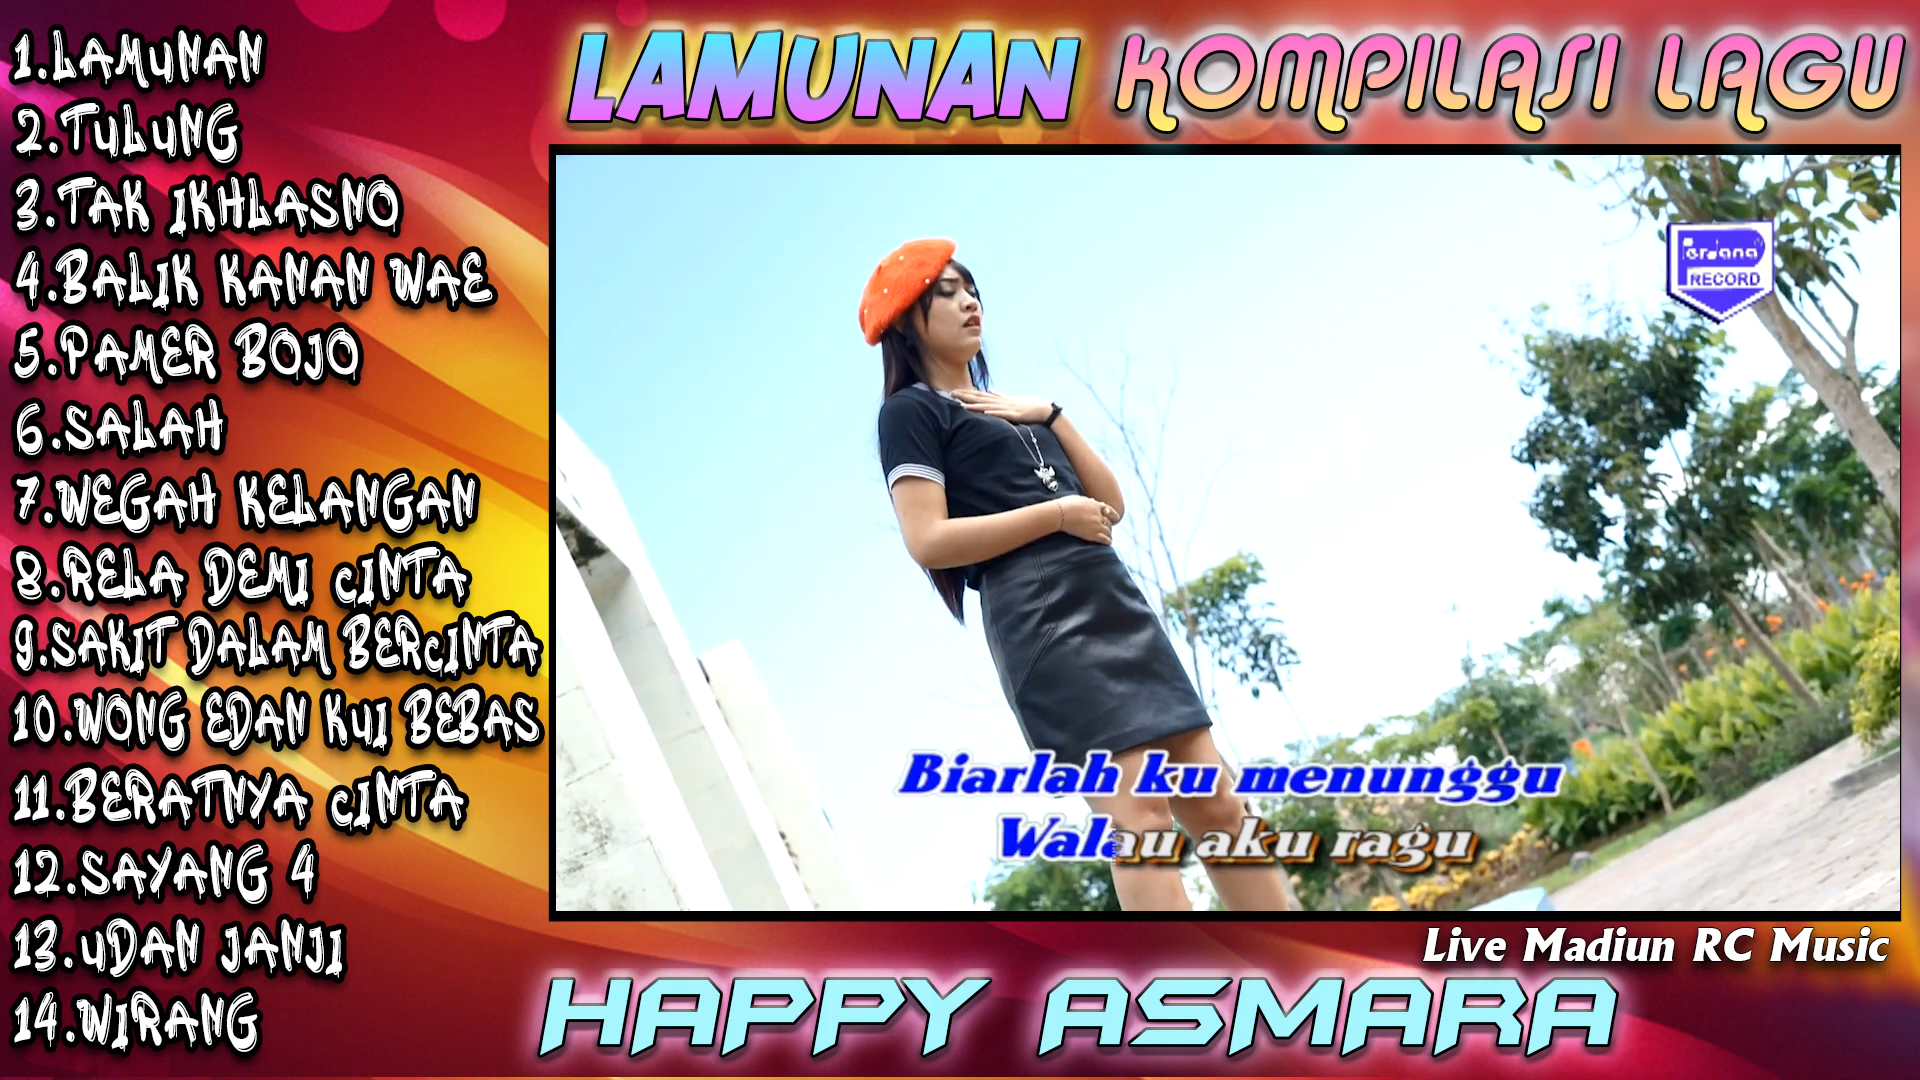 1.LAMUNAN
2.TULUNG
3.TAK IKHLASNO
4.BALIK KANAN WAE
5.PAMER BOJO
6.SALAH
7.WEGAH KELANGAN
8.RELA DEMI CINTA
9.SAKIT DALAM BERCINTA
10.WONG EDAN KUI BEBAS
11.BERATNYA CINTA
12.SAYANG 4
13.UDAN JANJI
14.WIRANG
LAMUNAN KOMPILASI LAGU
Perdana
RECORD
Biarlah ku menunggu
Walau aku ragu
Live Madiun RC Music
HAPPY ASMARA